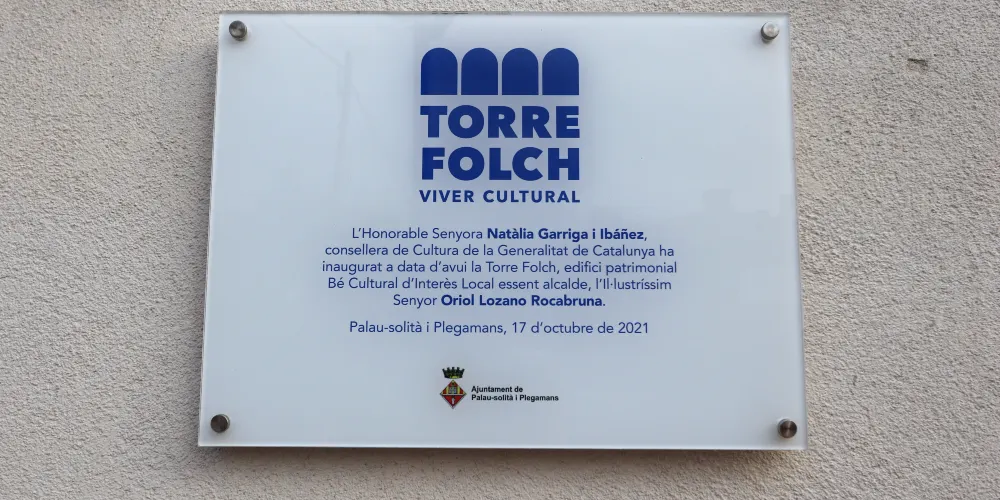 TORRE
FOLCH
VIVER CULTURAL
L'Honorable Senyora Natàlia Garriga i Ibáñez,
consellera de Cultura de la Generalitat de Catalunya ha
inaugurat a data d'avui la Torre Folch, edifici patrimonial
Bé Cultural d'Interès Local essent alcalde, l'Il·lustríssim
Senyor Oriol Lozano Rocabruna.
Palau-solità i Plegamans, 17 d'octubre de 2021
Ajuntament de
Palau-solità i Plegamans